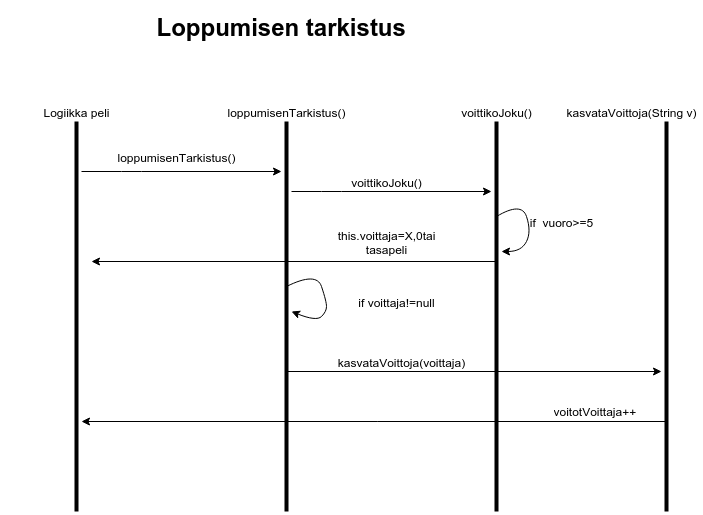 Loppumisen tarkistus
Logiikka peli
loppumisenTarkistus()
voittikoJoku()
kasvataVoittoja(String v)
loppumisenTarkistus()
voittikoJoku()
if vuoro>=5
this.voittaja=X,0tai
tasapeli
if voittaja!=null
kasvataVoittoja(voittaja)
voitotVoittaja++